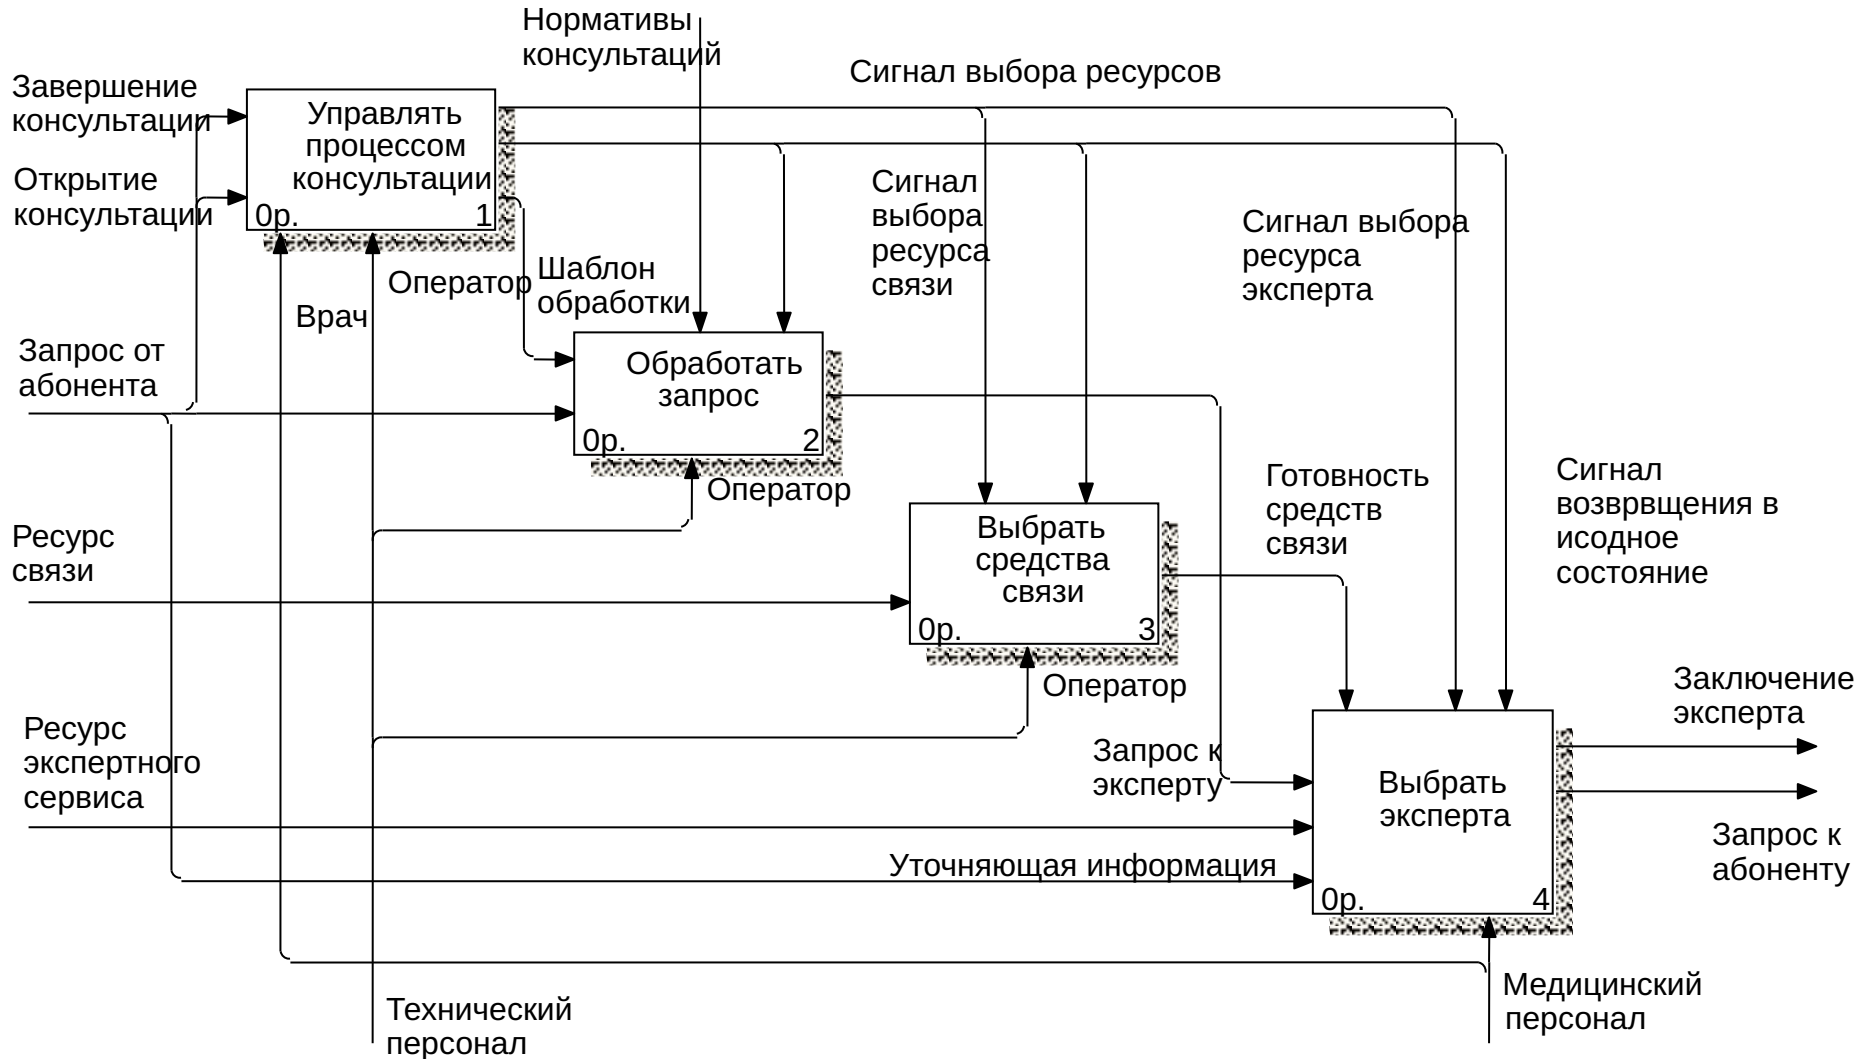 Нормативы
консультаций
Сигнал выбора ресурсов
Завершение
консультации
Управлять
процессом
консультации
0р.
1
Открытие
консультации
Сигнал
выбора
ресурса
связи
Сигнал выбора
ресурса
эксперта
Оператор
Шаблон
обработки
Врач
Запрос от
абонента
Обработать
запрос
0р.
2
Оператор
Готовность
средств
связи
Сигнал
возврвщения в
исодное
состояние
Ресурс
связи
Выбрать
средства
связи
0р.
3
Оператор
Заключение
эксперта
Ресурс
экспертного
сервиса
Запрос к
эксперту
Выбрать
эксперта
0р.
4
Запрос к
абоненту
Уточняющая информация
Технический
персонал
Медицинский
персонал